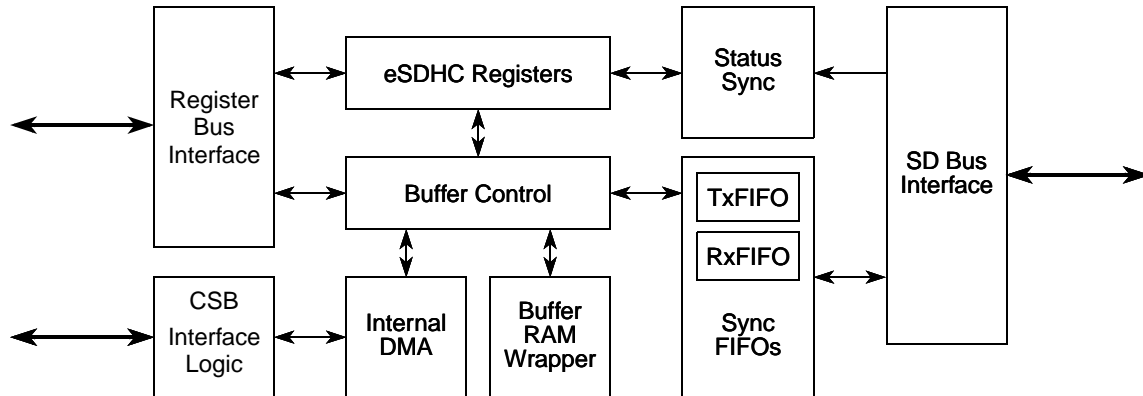 Register
Bus
Interface
eSDHC Registers
Status
Sync
SD Bus
Interface
Buffer Control
TxFIFO
RxFIFO
Sync
FIFOs
CSB
Interface
Logic
Internal
DMA
Buffer
RAM
Wrapper